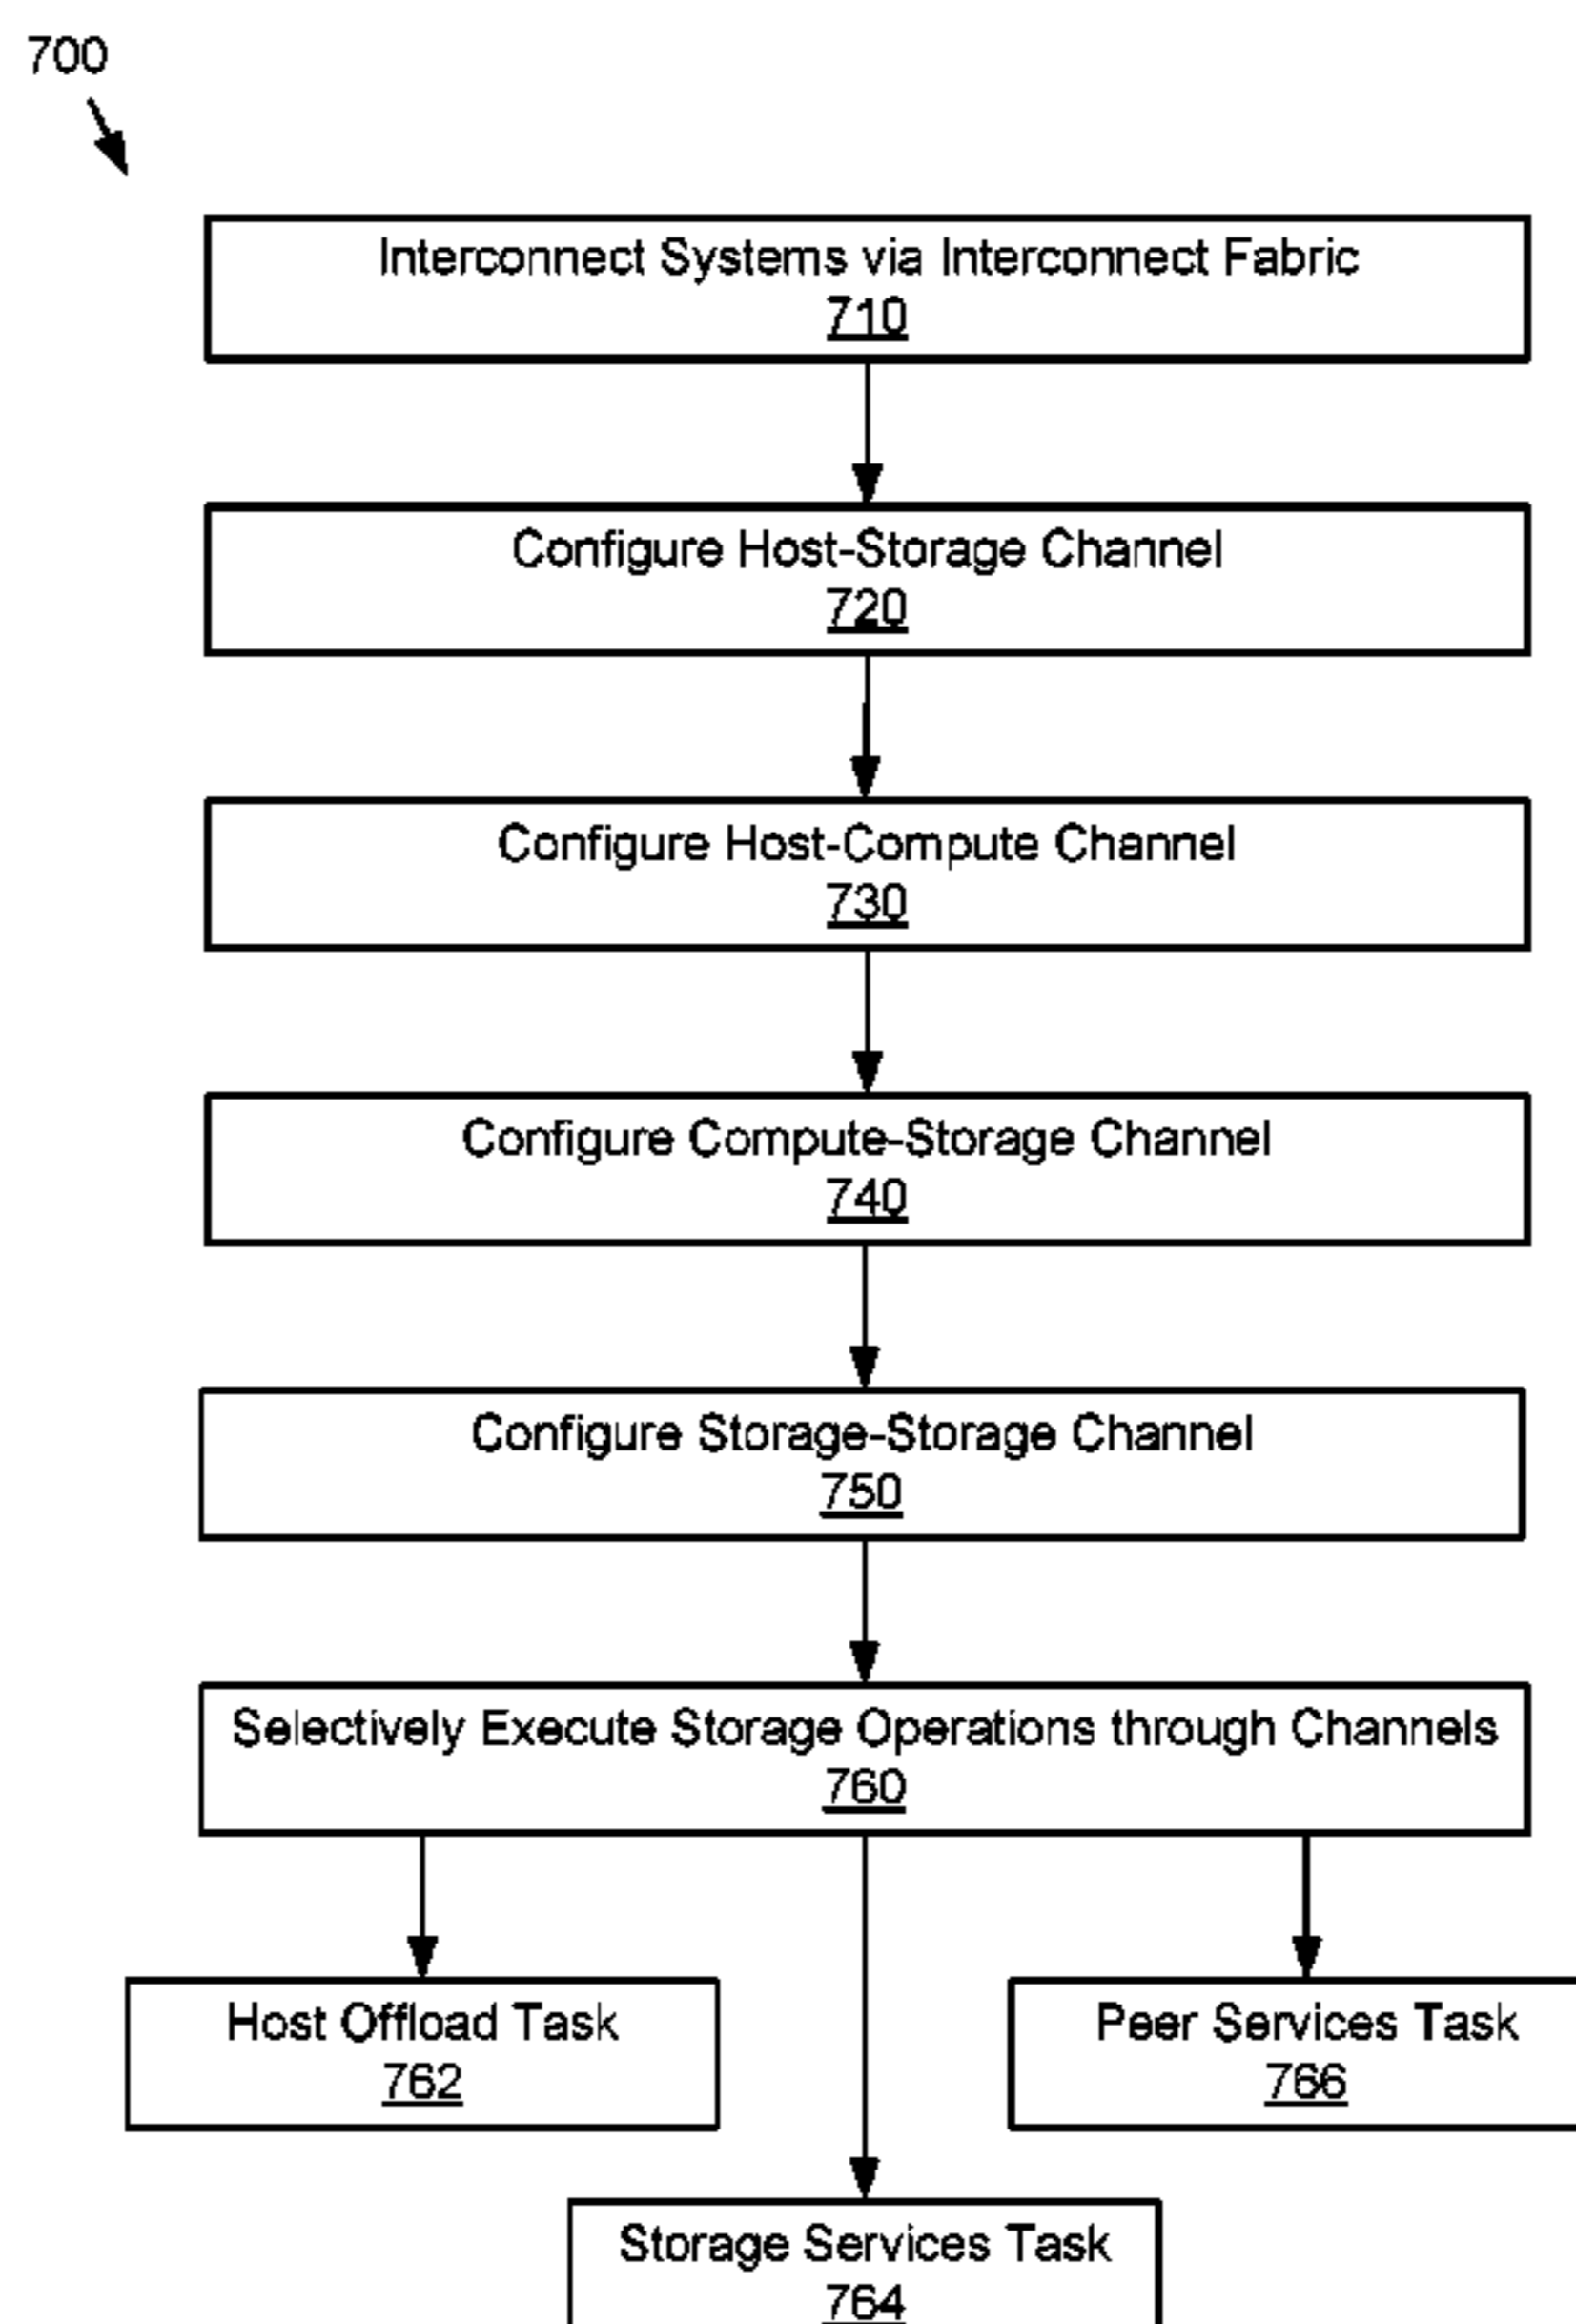 700
Interconnect Systems via Interconnect Fabric
710
Configure Host-Storage Channel
720
Configure Host-Compute Channel
730
Configure Compute-Storage Channel
740
Configure Storage-Storage Channel
750
Selectively Execute Storage Operations through Channels
760
Host Offload Task
762
Peer Services Task
766
Storage Services Task
764